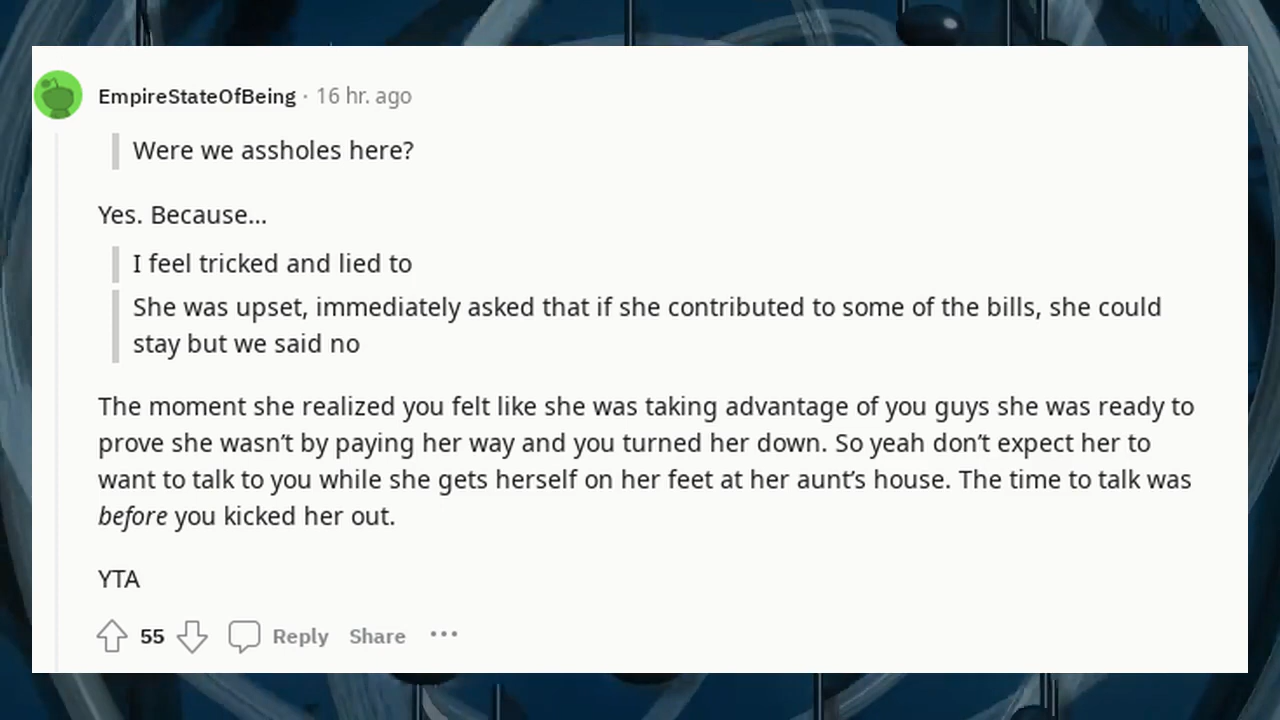 EmpireStateOfBeing · 16 hr. ago
Were we assholes here?
Yes. Because...
I feel tricked and lied to
She was upset, immediately asked that if she contributed to some of the bills, she could
stay but we said no
The moment she realized you felt like she was taking advantage of you guys she was ready to
prove she wasn’t by paying her way and you turned her down. So yeah don’t expect her to
want to talk to you while she gets herself on her feet at her aunt’s house. The time to talk was
before you kicked her out.
YTA
55 Reply Share ...